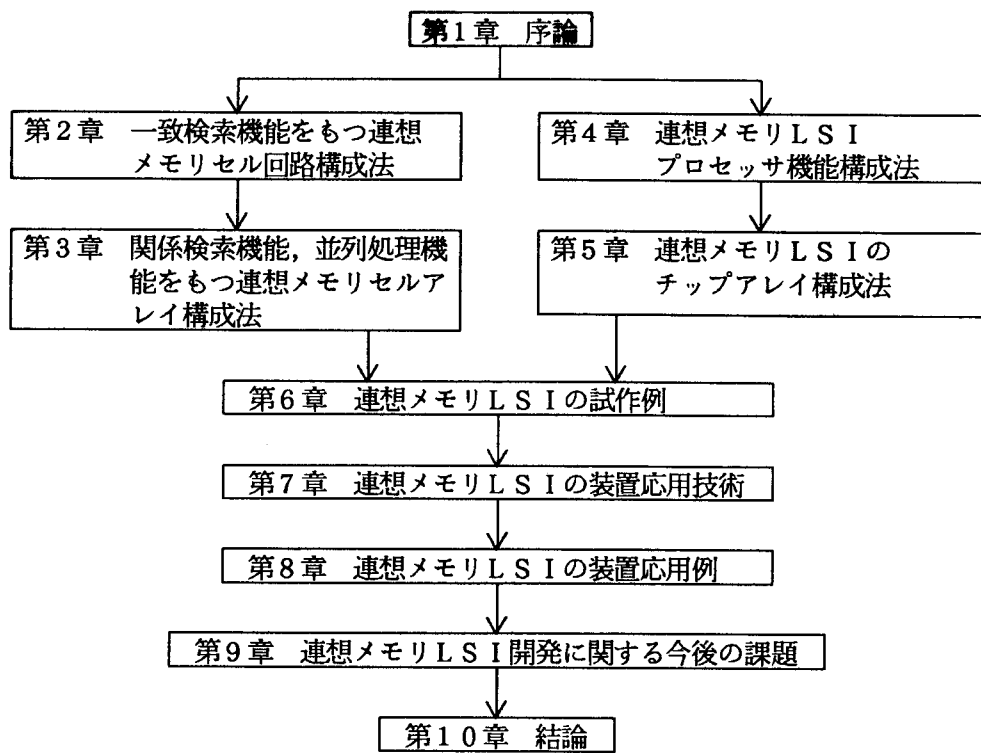 第1章 序論
第2章 一致検索機能をもつ連想
メモリセル回路構成法
第3章 関係検索機能，並列処理機
能をもつ連想メモリセルア
レイ構成法
第4章 連想メモリLSI
プロセッサ機能構成法
第5章 連想メモリLSIの
チップアレイ構成法
第6章 連想メモリLSIの試作例
第7章 連想メモリLSIの装置応用技術
第8章 連想メモリLSIの装置応用例
第9章 連想メモリLSI開発に関する今後の課題
第10章 結論